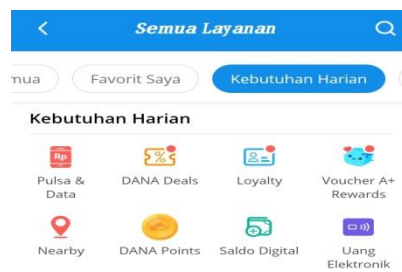 Semua Layanan
mua
Favorit Saya
Kebutuhan Harian
Kebutuhan Harian
Rp
Pulsa &
Data
DANA Deals
Loyalty
Voucher A+
Rewards
Nearby
DANA Points
Saldo Digital
Uang
Elektronik